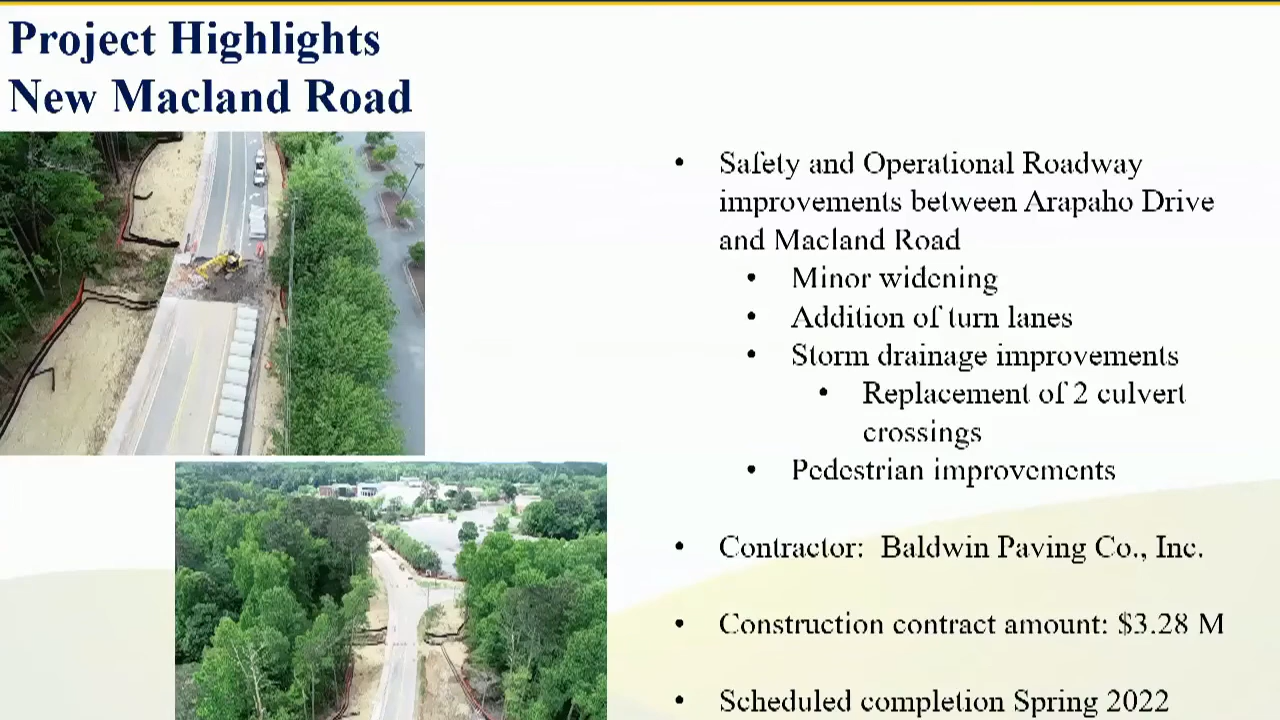 Project Highlights
New Macland Road
• Safety and Operational Roadway
improvements between Arapaho Drive
and Macland Road
• Minor widening
• Addition of turn lanes
• Storm drainage improvements
• Replacement of 2 culvert
crossings
• Pedestrian improvements
• Contractor: Baldwin Paving Co., Inc.
• Construction contract amount: $3.28 M
• Scheduled completion Spring 2022